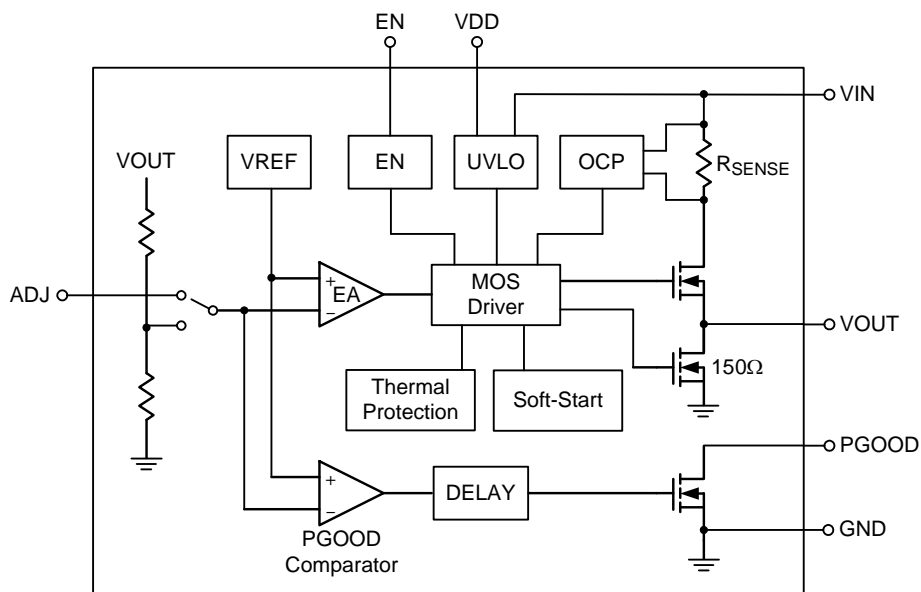 EN
VDD
VIN
VOUT
VREF
EN
UVLO
OCP
RSENSE
ADJ
+
EA
−
MOS
Driver
VOUT
150Ω
Thermal
Protection
Soft-Start
PGOOD
+
−
DELAY
PGOOD
Comparator
GND